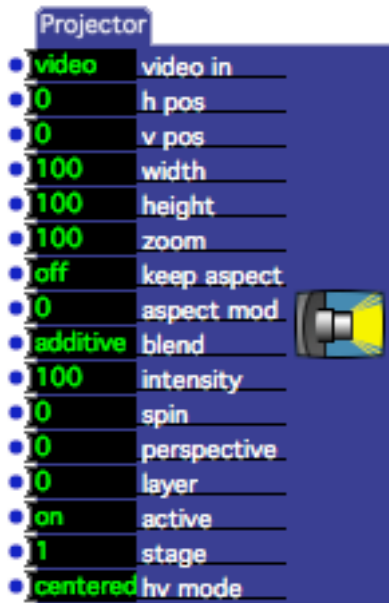 Projector
video video in
0 h pos
0 v pos
100 width
100 height
100 zoom
off keep aspect
0 aspect mod
additive blend
100 intensity
0 spin
0 perspective
0 layer
on active
1 stage
centered hv mode